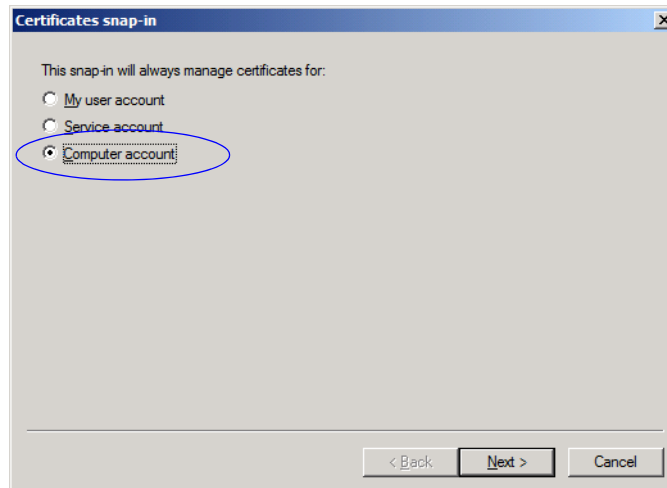 Certificates snap-in
This snap-in will always manage certificates for:
My user account
Service account
Computer account
< Back Next > Cancel